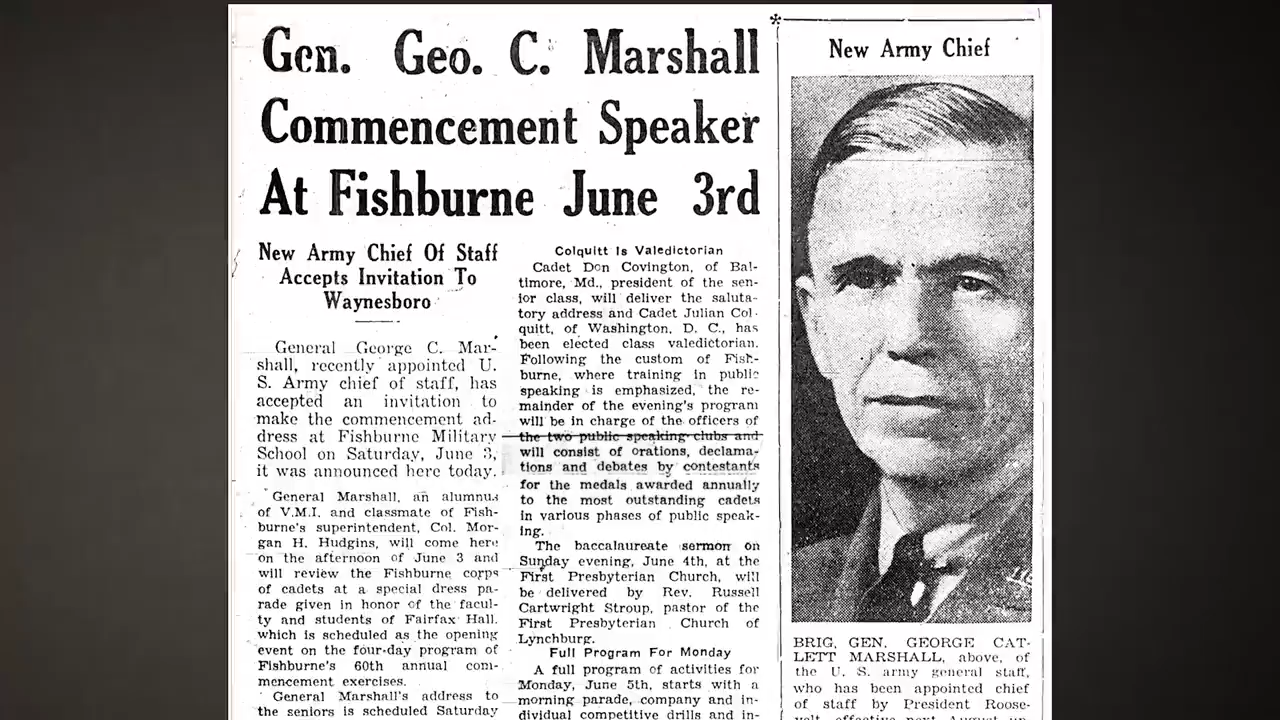 Gen. Geo. C. Marshall
Commencement Speaker
At Fishburne June 3rd
New Army Chief Of Staff
Accepts Invitation To
Waynesboro
General George C. Mar-
shall, recently appointed U.
S. Army chief of staff, has
accepted an invitation to
make the commencement ad-
dress at Fishburne Military
School on Saturday, June 3,
it was announced here today.
General Marshall, an alumnus
of V.M.I. and classmate of Fish-
burne's superintendent, Col. Mor-
gan H. Hudgins, will come here
on the afternoon of June 3 and
will review the Fishburne corps
of cadets at a special dress pa-
rade given in honor of the facul-
ty and students of Fairfax Hall,
which is scheduled as the opening
event on the four-day program of
Fishburne's 60th annual com-
mencement exercises.
General Marshall's address to
the seniors is scheduled Saturday
Colquitt Is Valedictorian
Cadet Don Covington, of Bal-
timore, Md., president of the sen-
ior class, will deliver the saluta-
tory address and Cadet Julian Col-
quitt, of Washington, D. C., has
been elected class valedictorian.
Following the custom of Fish-
burne, where training in public
speaking is emphasized, the re-
mainder of the evening's program
will be in charge of the officers of
the two public speaking clubs and
will consist of orations, declama-
tions and debates by contestants
for the medals awarded annually
to the most outstanding cadets
in various phases of public speak-
ing.
The baccalaureate sermon on
Sunday evening, June 4th, at the
First Presbyterian Church, will
be delivered by Rev. Russell
Cartwright Stroup, pastor of the
First Presbyterian Church of
Lynchburg.
Full Program For Monday
A full program of activities for
Monday, June 5th, starts with a
morning parade, company and in-
dividual competitive drills and in-
New Army Chief
BRIG. GEN. GEORGE CAT-
LETT MARSHALL, above, of
the U. S. army general staff,
who has been appointed chief
of staff by President Roose-
velt, effective next August up-